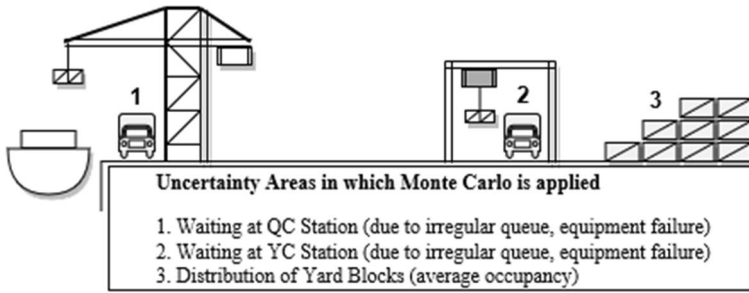 1
2
3
Uncertainty Areas in which Monte Carlo is applied
1. Waiting at QC Station (due to irregular queue, equipment failure)
2. Waiting at YC Station (due to irregular queue, equipment failure)
3. Distribution of Yard Blocks (average occupancy)